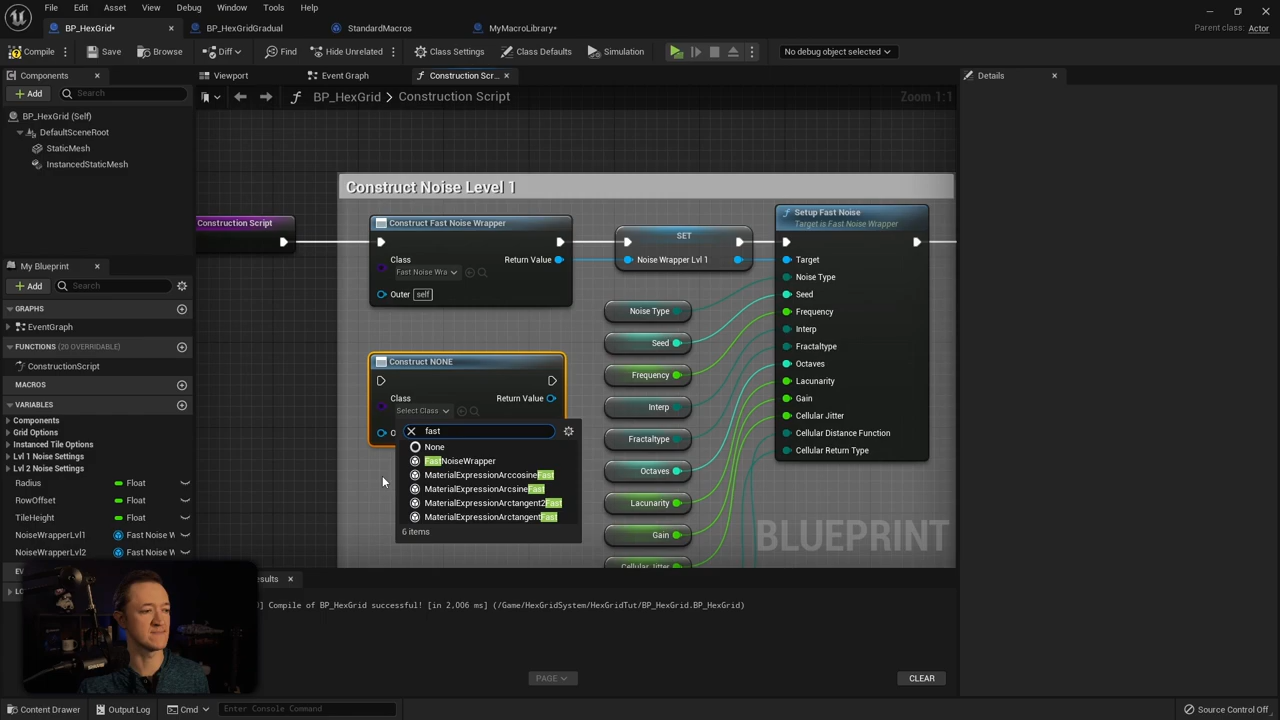 File Edit Asset View Debug Window Tools Help
BP_HexGrid*
BP_HexGridGradual
StandardMacros
MyMacroLibrary*
Parent class: Actor
Compile
Save
Browse
Diff
Find
Hide Unrelated
Class Settings
Class Defaults
Simulation
No debug object selected
Components
Viewport
Event Graph
Construction Scr...
Details
Add
Search
BP_HexGrid > Construction Script
Zoom 1:1
BP_HexGrid (Self)
DefaultSceneRoot
StaticMesh
InstancedStaticMesh
My Blueprint
Add
Search
GRAPHS
EventGraph
FUNCTIONS (20 OVERRIDABLE)
ConstructionScript
MACROS
VARIABLES
Components
Grid Options
Instanced Tile Options
Lvl 1 Noise Settings
Lvl 2 Noise Settings
Radius Float
RowOffset Float
TileHeight Float
NoiseWrapperLvl1 Fast Noise W
NoiseWrapperLvl2 Fast Noise W
Construct Noise Level 1
Construction Script
Construct Fast Noise Wrapper
Class
Return Value
Fast Noise Wra
Outer self
SET
Noise Wrapper Lvl 1
Setup Fast Noise
Target is Fast Noise Wrapper
Target
Noise Type
Seed
Frequency
Interp
Fractaltype
Octaves
Lacunarity
Gain
Cellular Jitter
Cellular Distance Function
Cellular Return Type
Noise Type
Seed
Frequency
Interp
Fractaltype
Octaves
Lacunarity
Gain
Cellular Jitter
Construct NONE
Class
Return Value
Select Class
fast
None
FastNoiseWrapper
MaterialExpressionArccosineFast
MaterialExpressionArcsineFast
MaterialExpressionArctangent2Fast
MaterialExpressionArctangentFast
6 items
BLUEPRINT
Compile of BP_HexGrid successful! [in 2,006 ms] (/Game/HexGridSystem/HexGridTut/BP_HexGrid.BP_HexGrid)
PAGE
CLEAR
Content Drawer
Output Log
Cmd
Enter Console Command
Source Control Off